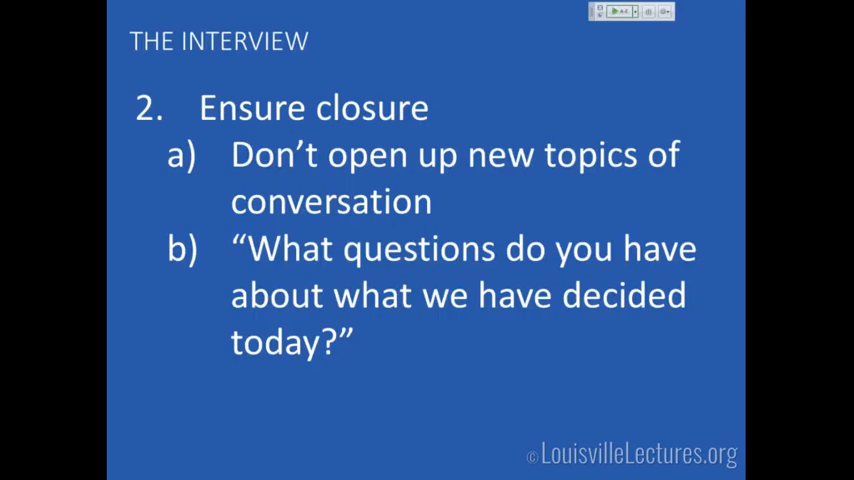 THE INTERVIEW
2. Ensure closure
a) Don’t open up new topics of
conversation
b) “What questions do you have
about what we have decided
today?”
© LouisvilleLectures.org